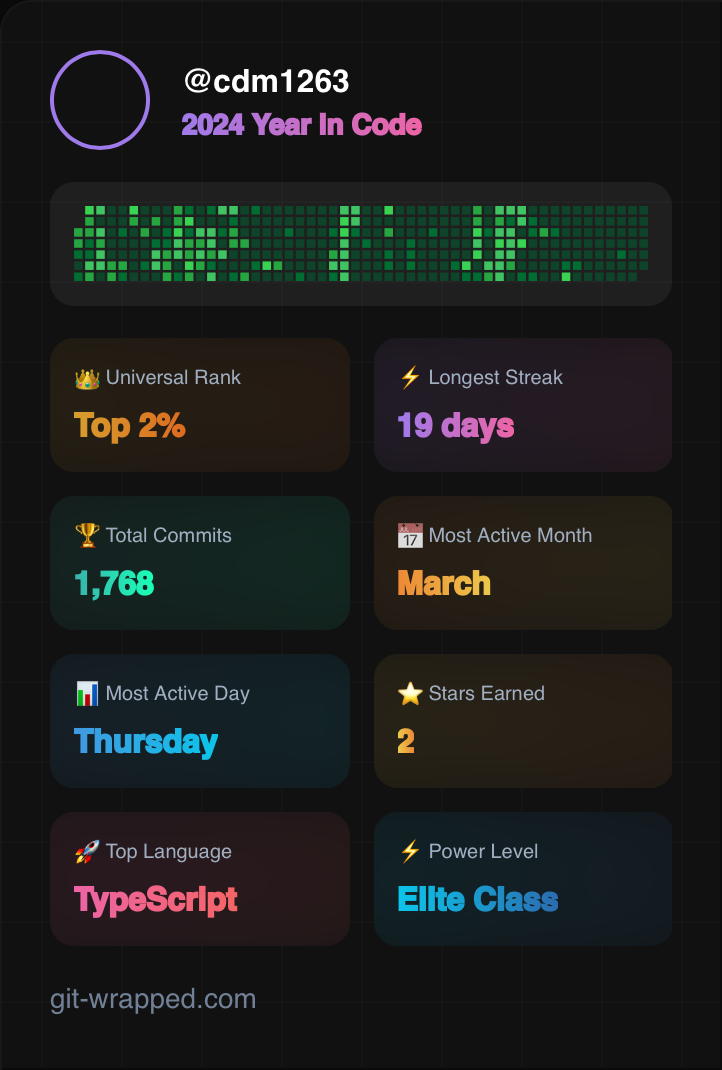 @cdm1263
2024 Year in Code
Universal Rank
Top 2%
Longest Streak
19 days
Total Commits
1,768
17
Most Active Month
March
Most Active Day
Thursday
Stars Earned
2
Top Language
TypeScript
Power Level
Elite Class
git-wrapped.com